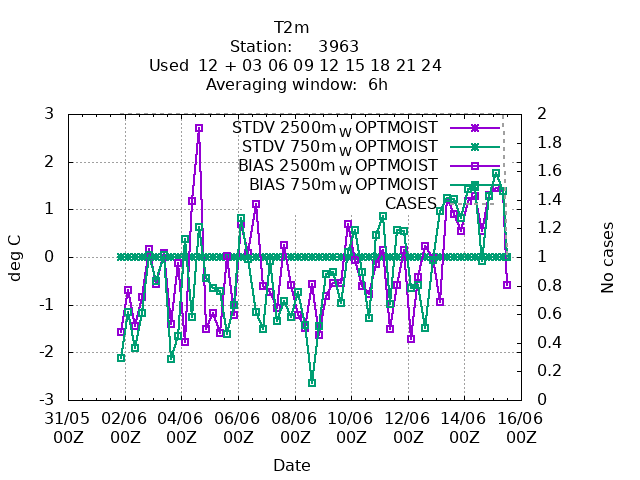 T2m
Station: 3963
Used 12 + 03 06 09 12 15 18 21 24
Averaging window: 6h
STDV 2500m_W OPTMOIST
STDV 750m_W OPTMOIST
BIAS 2500m_W OPTMOIST
BIAS 750m_W OPTMOIST
CASES
deg C
3
2
1
0
-1
-2
-3
No cases
2
1.8
1.6
1.4
1.2
1
0.8
0.6
0.4
0.2
0
31/05 02/06 04/06 06/06 08/06 10/06 12/06 14/06 16/06
00Z 00Z 00Z 00Z 00Z 00Z 00Z 00Z 00Z
Date